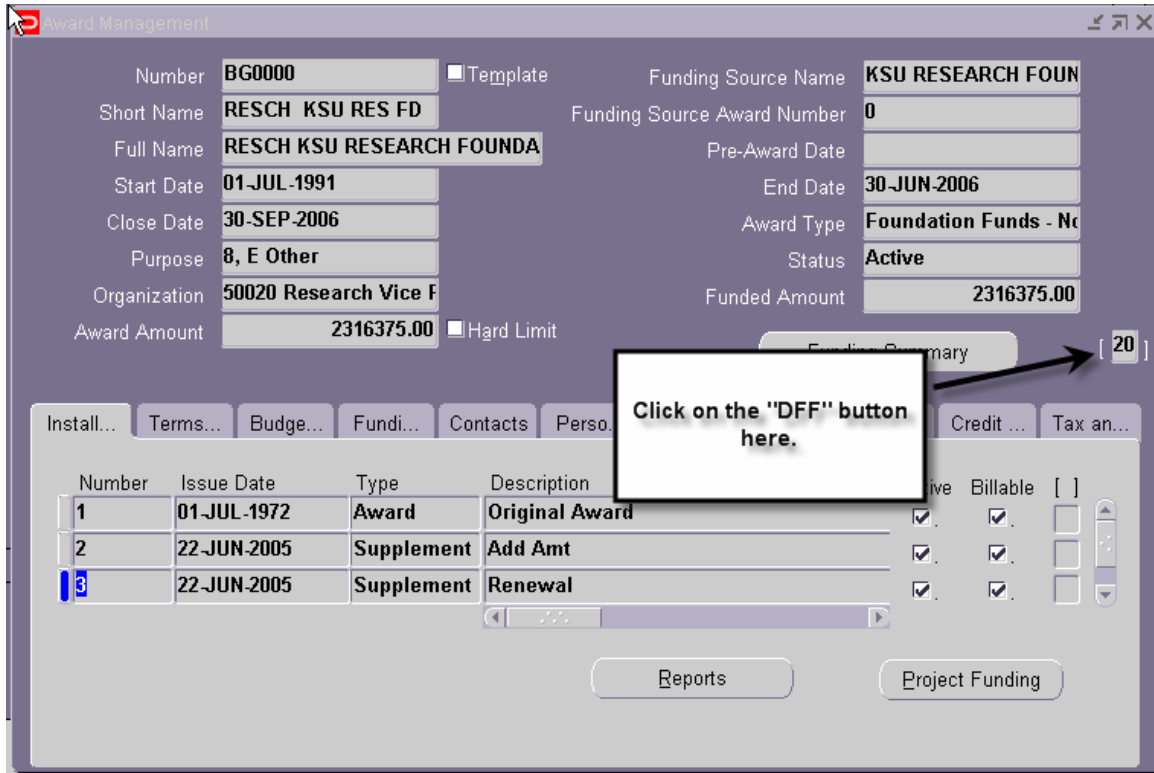 Award Management
Number BG0000 Template
Short Name RESCH KSU RES FD
Full Name RESCH KSU RESEARCH FOUNDA
Start Date 01-JUL-1991
Close Date 30-SEP-2006
Purpose 8, E Other
Organization 50020 Research Vice
Award Amount 2316375.00 Hard Limit
Funding Source Name KSU RESEARCH FOUN
Funding Source Award Number 0
Pre-Award Date
End Date 30-JUN-2006
Award Type Foundation Funds -
Status Active
Funded Amount 2316375.00
Funding Summary [ 20 ]
Click on the "DFF" button
here.
Install... Terms... Budge... Fundi... Contacts Perso. Credit ... Tax an...
Number Issue Date Type Description Billable [ ]
1 01-JUL-1972 Award Original Award
2 22-JUN-2005 Supplement Add Amt
3 22-JUN-2005 Supplement Renewal
Reports Project Funding